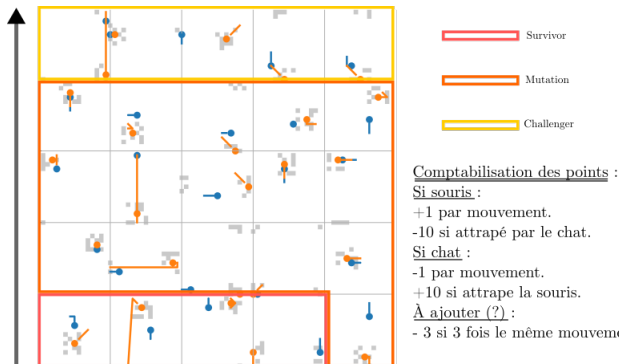 Survivor
Mutation
Challenger
Comptabilisation des points :
Si souris :
+1 par mouvement.
-10 si attrapé par le chat.
Si chat :
-1 par mouvement.
+10 si attrape la souris.
À ajouter (?) :
- 3 si 3 fois le même mouveme